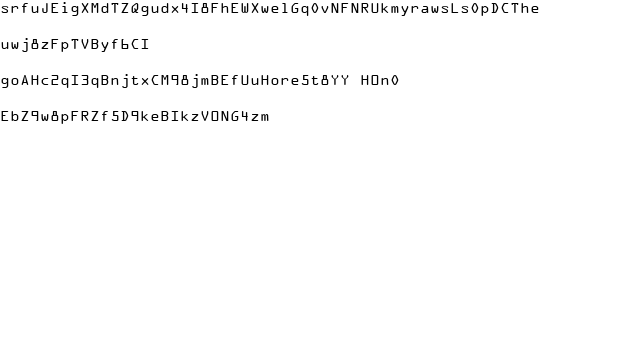 srfuJEigXMdTZQgudx4I8FhEWXwelGq0vNFNRUkmyrawsLs0pDCThe
uwj8zFpTVByf6CI
goAHc2qI3qBnjtxCM98jmBEfUuHore5t8YY HOn0
EbZ9w8pFRZf5D9keBIkzVONG4zm